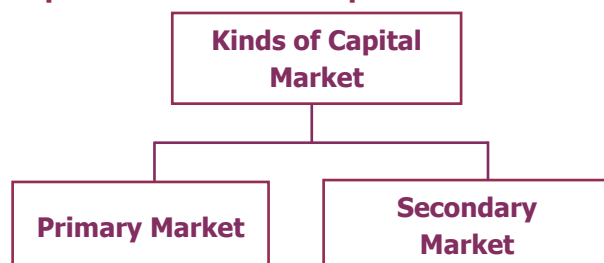 Kinds of Capital
Market
Primary Market
Secondary
Market